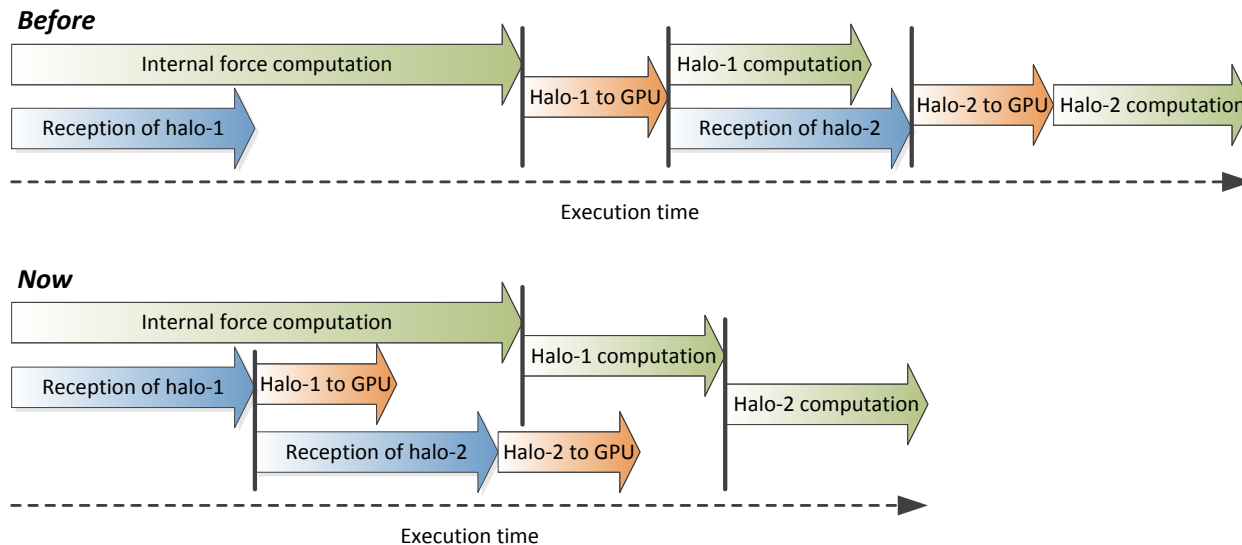 Before
Internal force computation
Halo-1 computation
Halo-1 to GPU
Halo-2 to GPU
Halo-2 computation
Reception of halo-1
Reception of halo-2
Execution time
Now
Internal force computation
Halo-1 computation
Reception of halo-1
Halo-1 to GPU
Halo-2 computation
Reception of halo-2
Halo-2 to GPU
Execution time